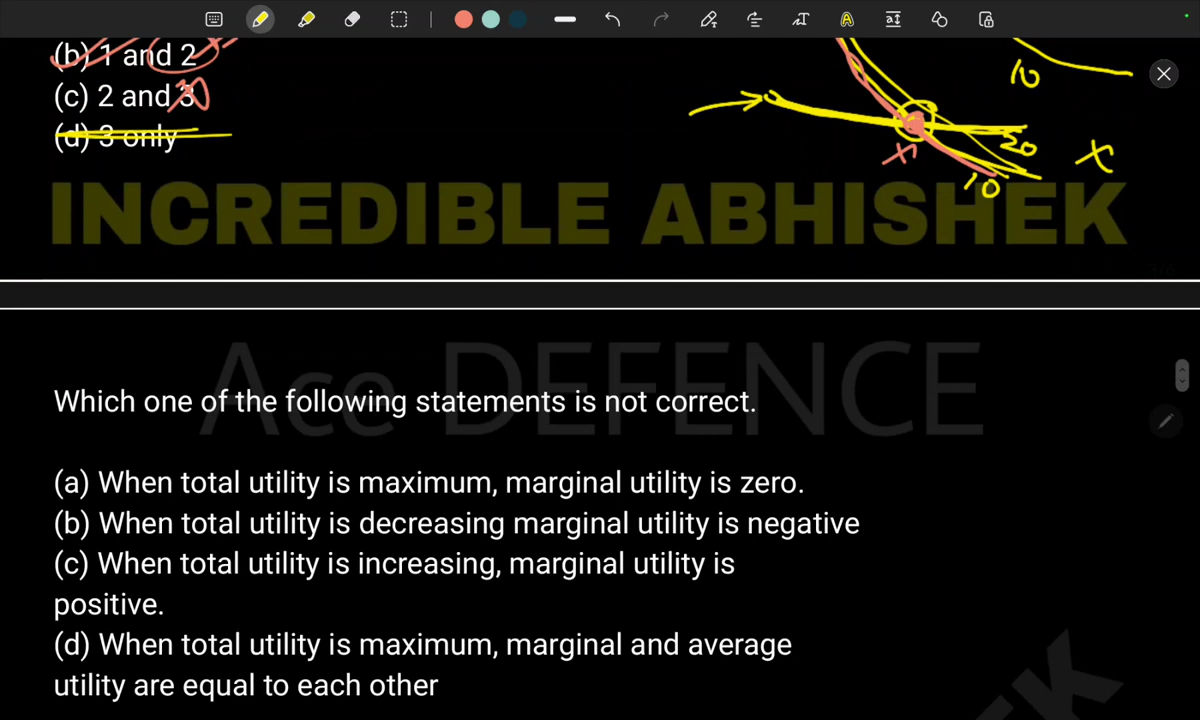 (b) 1 and 2
(c) 2 and 3
(d) 3 only
10
20
X
10
INCREDIBLE ABHISHEK
Ace DEFENCE
Which one of the following statements is not correct.
(a) When total utility is maximum, marginal utility is zero.
(b) When total utility is decreasing marginal utility is negative
(c) When total utility is increasing, marginal utility is
positive.
(d) When total utility is maximum, marginal and average
utility are equal to each other